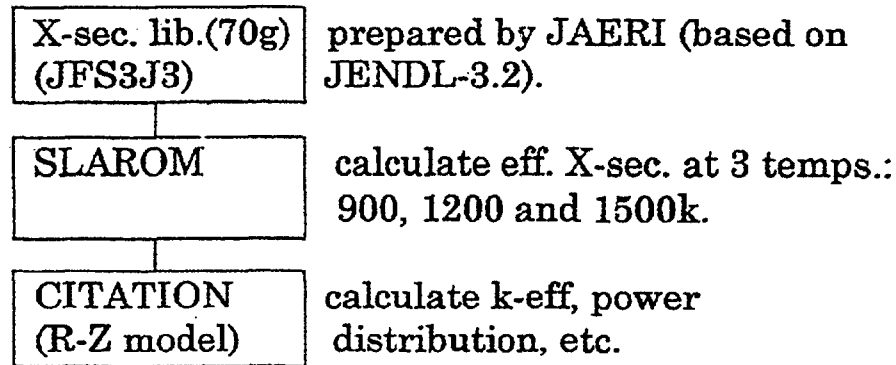 X-sec. lib.(70g) prepared by JAERI (based on
(JFS3J3) JENDL-3.2).
SLAROM calculate eff. X-sec. at 3 temps.:
900, 1200 and 1500k.
CITATION calculate k-eff, power
(R-Z model) distribution, etc.